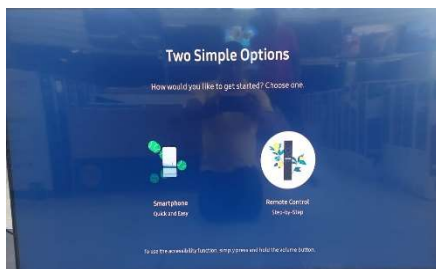 Two Simple Options
How would you like to get started? Choose one.
Smartphone
Quick and Easy
Remote Control
Step-by-Step
To use the accessibility function, simply press and hold the volume button.